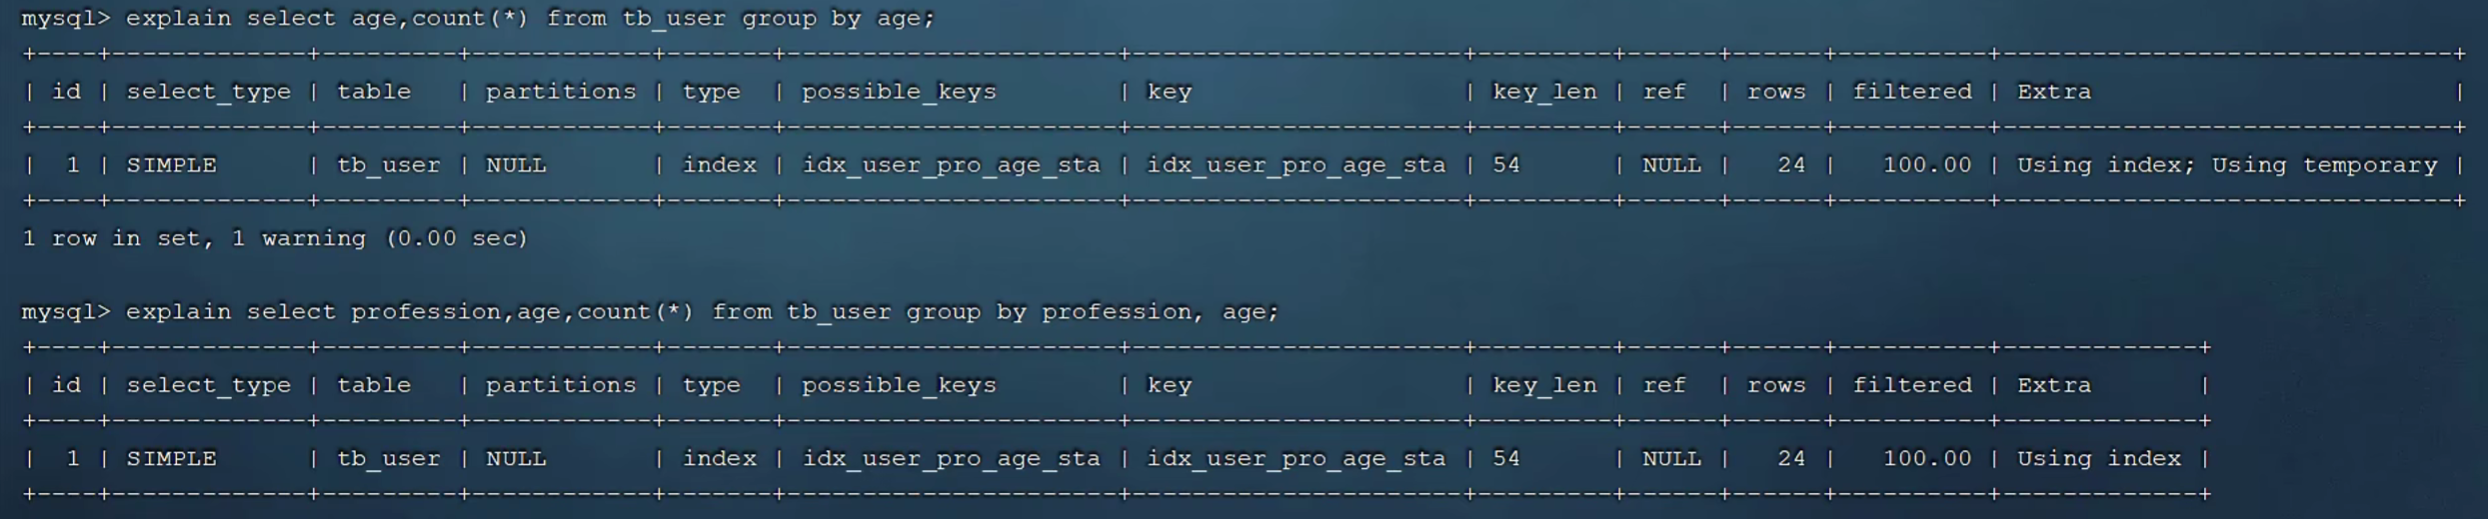 mysql> explain select age,count(*) from tb_user group by age;
+----+-------------+---------+------------+-------+----------------------+----------------------+---------+------+------+----------+------------------------------+
| id | select_type | table   | partitions | type  | possible_keys        | key                  | key_len | ref  | rows | filtered | Extra                        |
+----+-------------+---------+------------+-------+----------------------+----------------------+---------+------+------+----------+------------------------------+
|  1 | SIMPLE      | tb_user | NULL       | index | idx_user_pro_age_sta | idx_user_pro_age_sta | 54      | NULL |   24 |   100.00 | Using index; Using temporary |
+----+-------------+---------+------------+-------+----------------------+----------------------+---------+------+------+----------+------------------------------+
1 row in set, 1 warning (0.00 sec)
mysql> explain select profession,age,count(*) from tb_user group by profession, age;
+----+-------------+---------+------------+-------+----------------------+----------------------+---------+------+------+----------+-------------+
| id | select_type | table   | partitions | type  | possible_keys        | key                  | key_len | ref  | rows | filtered | Extra       |
+----+-------------+---------+------------+-------+----------------------+----------------------+---------+------+------+----------+-------------+
|  1 | SIMPLE      | tb_user | NULL       | index | idx_user_pro_age_sta | idx_user_pro_age_sta | 54      | NULL |   24 |   100.00 | Using index |
+----+-------------+---------+------------+-------+----------------------+----------------------+---------+------+------+----------+-------------+